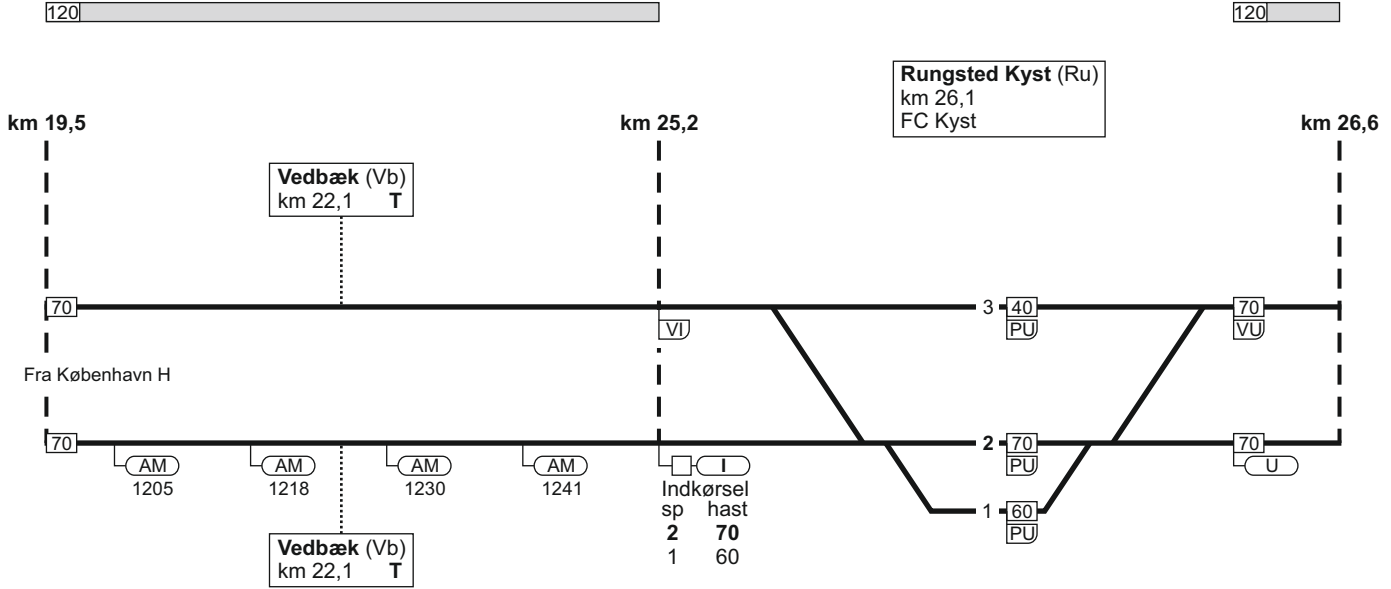 120
120
Rungsted Kyst (Ru)
km 26,1
FC Kyst
km 19,5
km 25,2
km 26,6
Vedbæk (Vb)
km 22,1 T
70
3
40
70
VI
PU
VU
Fra København H
70
2
70
70
AM
AM
AM
AM
I
PU
U
1205
1218
1230
1241
Indkørsel
sp hast
2 70
1 60
1
60
PU
Vedbæk (Vb)
km 22,1 T